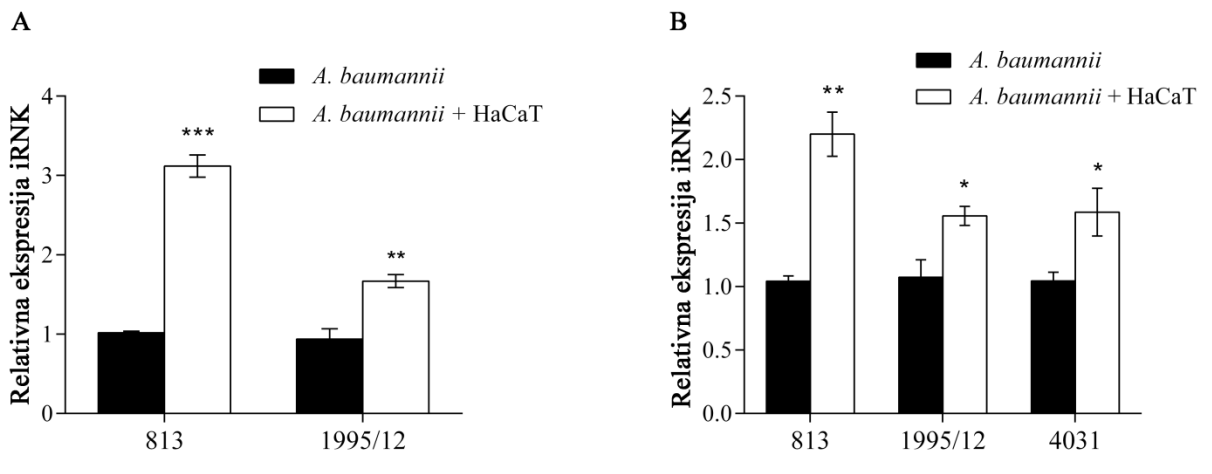 A
A. baumannii
A. baumannii + HaCaT
Relativna ekspresija iRNK
4
3
2
1
0
***
**
813
1995/12
B
A. baumannii
A. baumannii + HaCaT
Relativna ekspresija iRNK
2.5
2.0
1.5
1.0
0.5
0.0
**
*
*
813
1995/12
4031